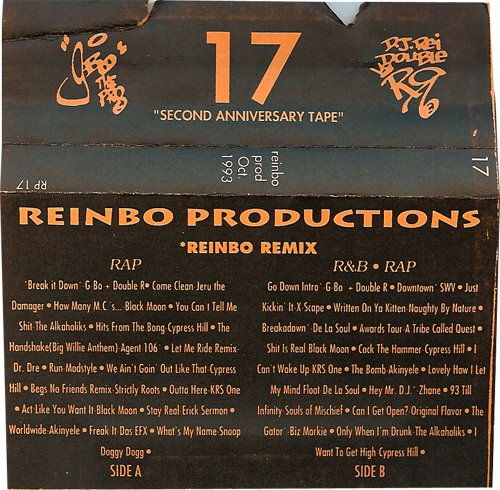 "G
BO"
THE
PRO
17
DJ.REI
DOUBLE
R9
"SECOND ANNIVERSARY TAPE"
RP 17
reinbo
prod
Oct.
1993
17
REINBO PRODUCTIONS
*REINBO REMIX
RAP
*Break it Down* G-Bo + Double R • Come Clean-Jeru the
Damager • How Many M.C.'s... Black Moon • You Can't Tell Me
Shit-The Alkaholiks • Hits From The Bong-Cypress Hill • The
Handshake(Big Willie Anthem)-Agent 106* • Let Me Ride Remix-
Dr. Dre • Run-Madstyle • We Ain't Goin' Out Like That-Cypress
Hill • Begs No Friends Remix-Strictly Roots • Outta Here-KRS One
• Act Like You Want It-Black Moon • Stay Real-Erick Sermon •
Worldwide-Akinyele • Freak It-Das EFX • What's My Name-Snoop
Doggy Dogg •
SIDE A
R&B • RAP
Go Down Intro* G-Bo + Double R • Downtown* SWV • Just
Kickin' It-X-Scape • Written On Ya Kitten-Naughty By Nature •
Breakadawn* De La Soul • Awards Tour-A Tribe Called Quest •
Shit Is Real-Black Moon • Cock The Hammer-Cypress Hill • I
Can't Wake Up-KRS One • The Bomb-Akinyele • Lovely How I Let
My Mind Float-De La Soul • Hey Mr. D.J.*-Zhane • 93 Till
Infinity-Souls of Mischief • Can I Get Open?-Original Flavor • The
Gator*-Biz Markie • Only When I'm Drunk-The Alkaholiks • I
Want To Get High-Cypress Hill •
SIDE B